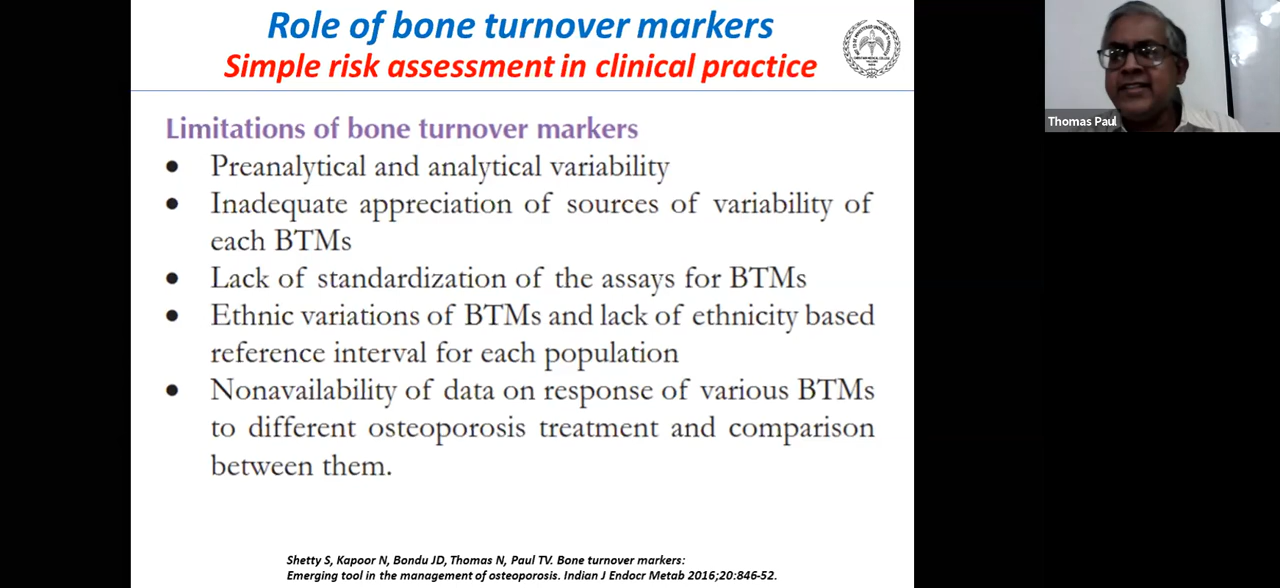 Role of bone turnover markers
Simple risk assessment in clinical practice
Limitations of bone turnover markers
• Preanalytical and analytical variability
• Inadequate appreciation of sources of variability of
each BTMs
• Lack of standardization of the assays for BTMs
• Ethnic variations of BTMs and lack of ethnicity based
reference interval for each population
• Nonavailability of data on response of various BTMs
to different osteoporosis treatment and comparison
between them.
Shetty S, Kapoor N, Bondu JD, Thomas N, Paul TV. Bone turnover markers:
Emerging tool in the management of osteoporosis. Indian J Endocr Metab 2016;20:846-52.
Thomas Paul